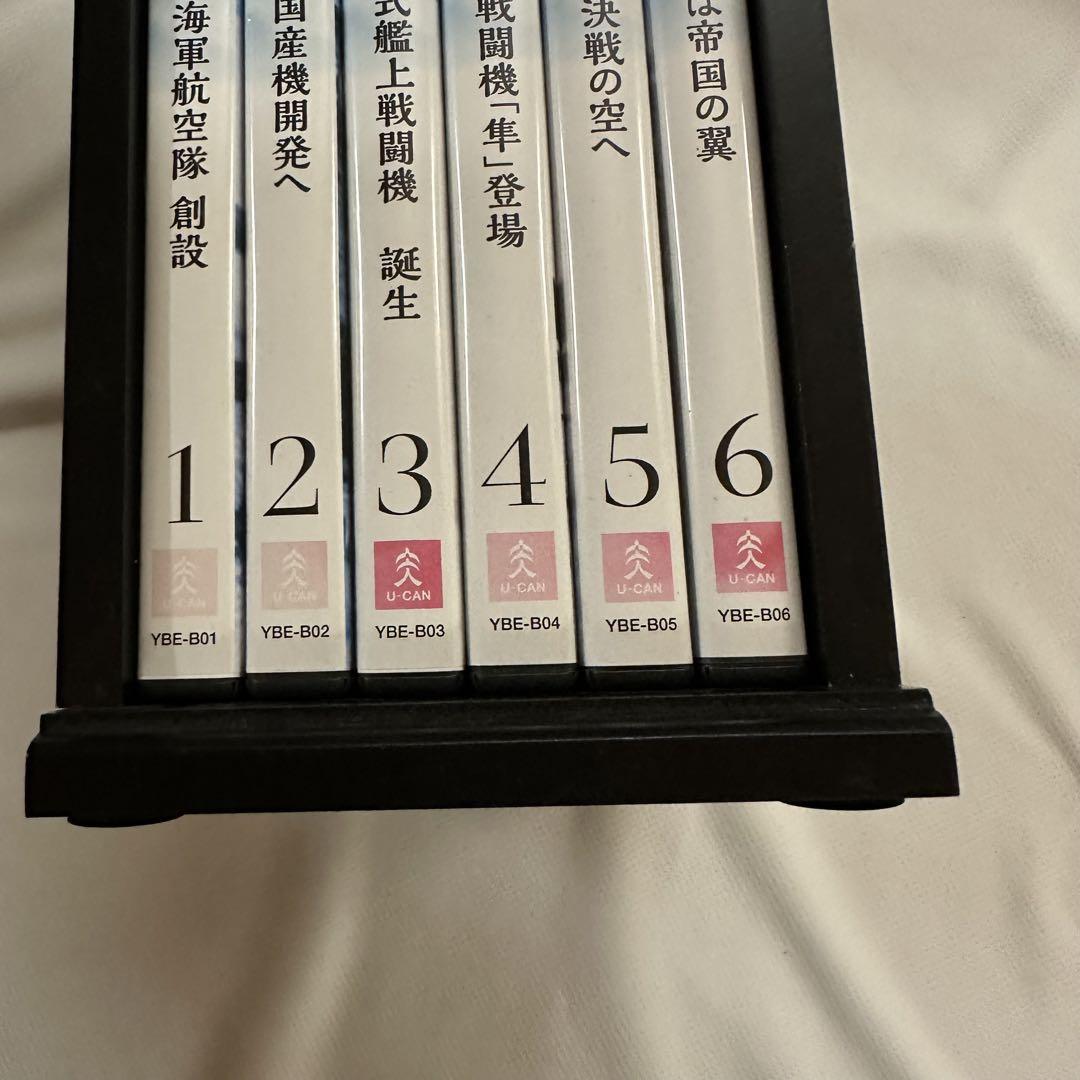 海軍航空隊 創設
1
U-CAN
YBE-B01
国産機開発へ
2
U-CAN
YBE-B02
式艦上戦闘機 誕生
3
U-CAN
YBE-B03
戦闘機「隼」登場
4
U-CAN
YBE-B04
決戦の空へ
5
U-CAN
YBE-B05
は帝国の翼
6
U-CAN
YBE-B06